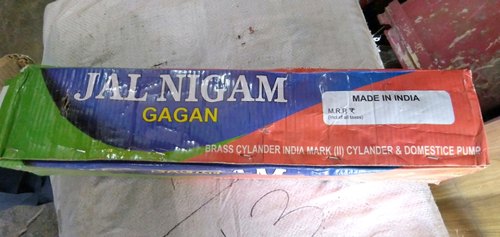 JAL NIGAM
GAGAN
MADE IN INDIA
M.R.P. ₹
(Incl. of all taxes)
BRASS CYLANDER INDIA MARK (II) CYLANDER & DOMESTICE PUMP